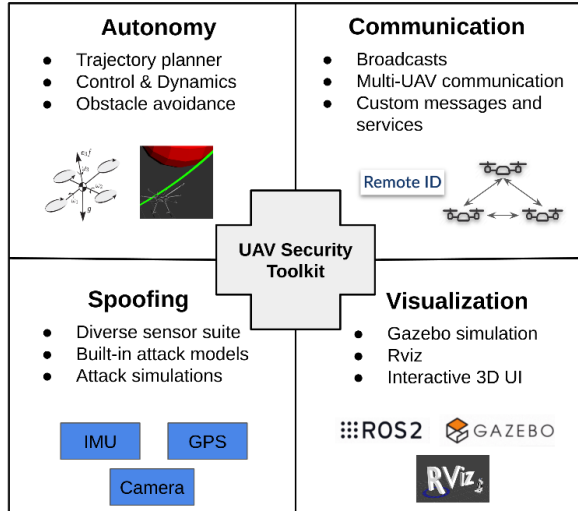 Autonomy
● Trajectory planner
● Control & Dynamics
● Obstacle avoidance
Communication
● Broadcasts
● Multi-UAV communication
● Custom messages and
services
Remote ID
UAV Security
Toolkit
Spoofing
● Diverse sensor suite
● Built-in attack models
● Attack simulations
IMU
GPS
Camera
Visualization
● Gazebo simulation
● Rviz
● Interactive 3D UI
ROS2
GAZEBO
RViz